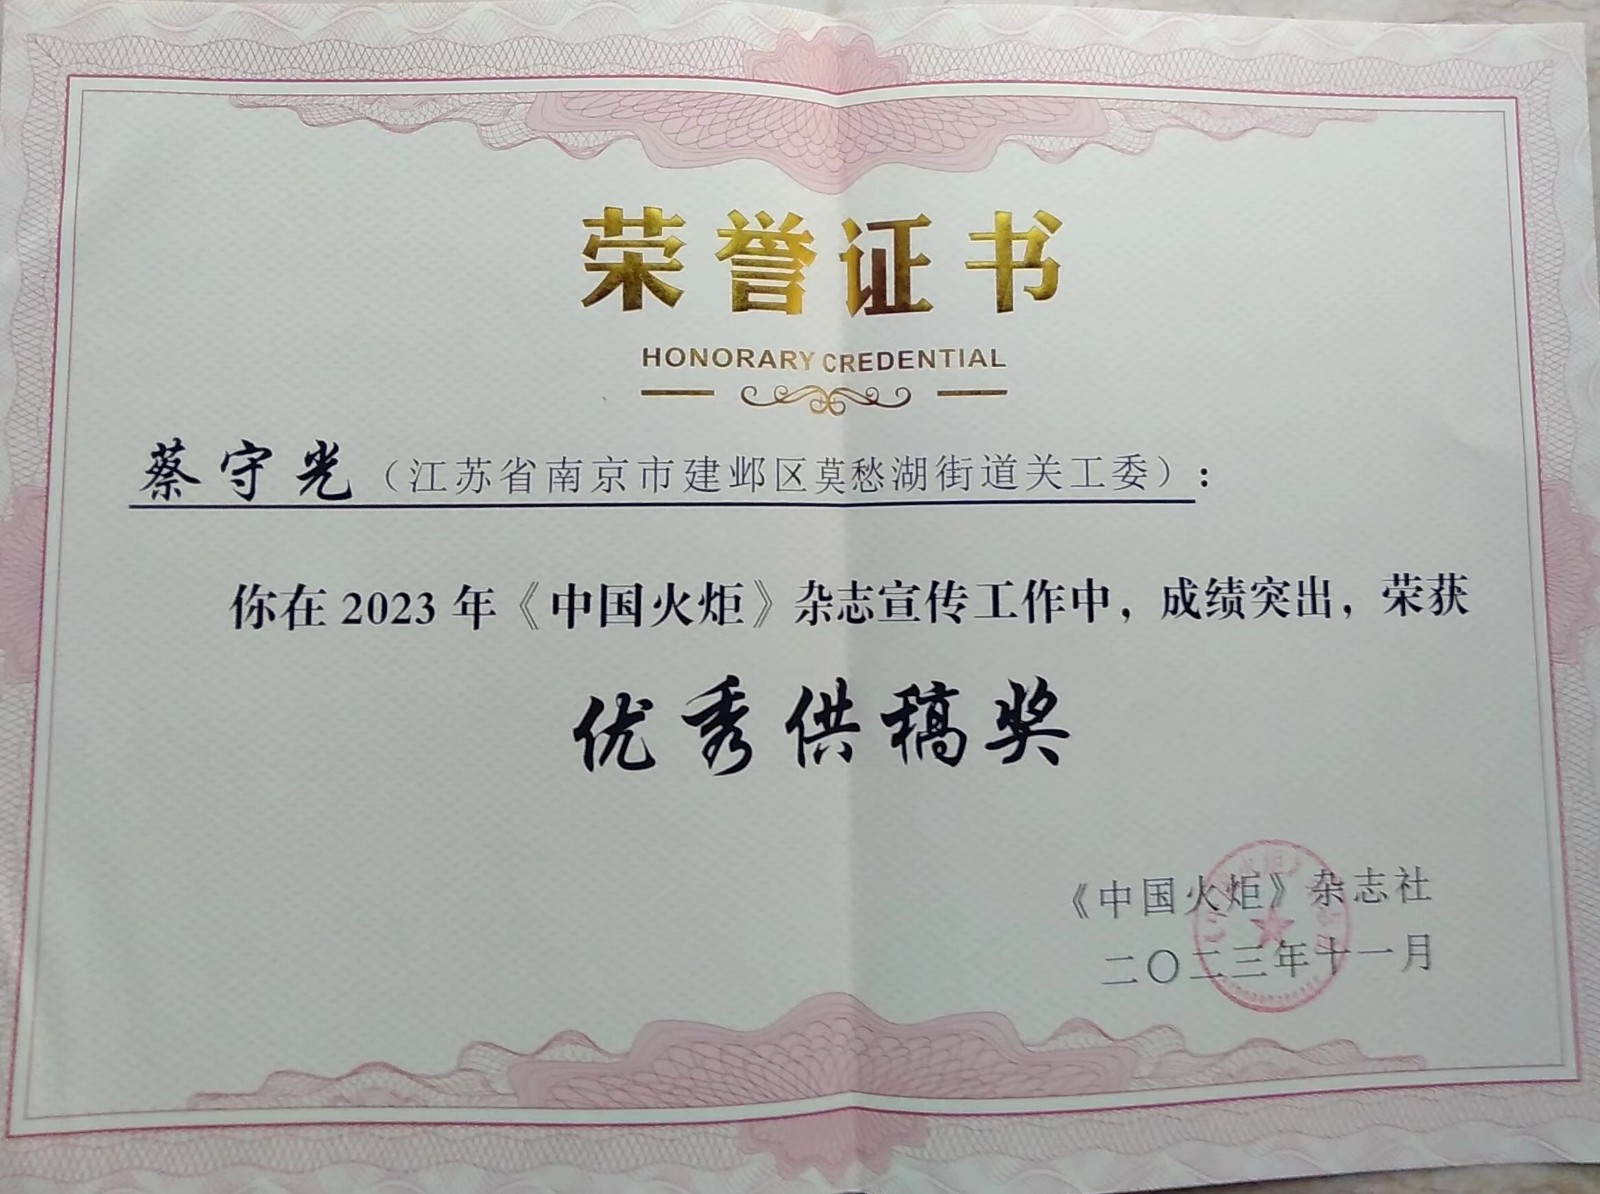 荣誉证书
HONORARY CREDENTIAL
蔡守光（江苏省南京市建邺区莫愁湖街道关工委）：
你在2023年《中国火炬》杂志宣传工作中，成绩突出，荣获
优秀供稿奖
《中国火炬》杂志社
二〇二三年十一月